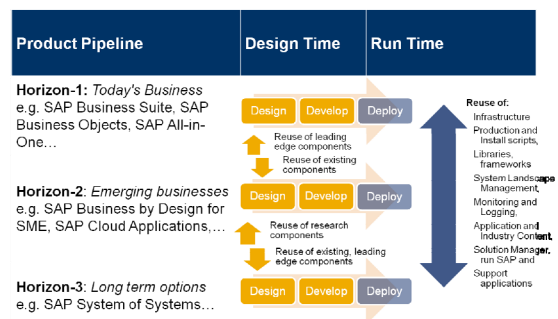 Product Pipeline
Design Time
Run Time
Horizon-1: Today's Business
e.g. SAP Business Suite, SAP
Business Objects, SAP All-in-
One…
Design
Develop
Deploy
Reuse of leading
edge components
Reuse of existing
components
Horizon-2: Emerging businesses
e.g. SAP Business by Design for
SME, SAP Cloud Applications,…
Design
Develop
Deploy
Reuse of research
components
Reuse of existing, leading
edge components
Horizon-3: Long term options
e.g. SAP System of Systems…
Design
Develop
Deploy
Reuse of:
Infrastructure
Production and
Install scripts,
Libraries,
frameworks
System Landscape
Management,
Monitoring and
Logging,
Application and
Industry Content,
Solution Manager,
run SAP and
Support
applications